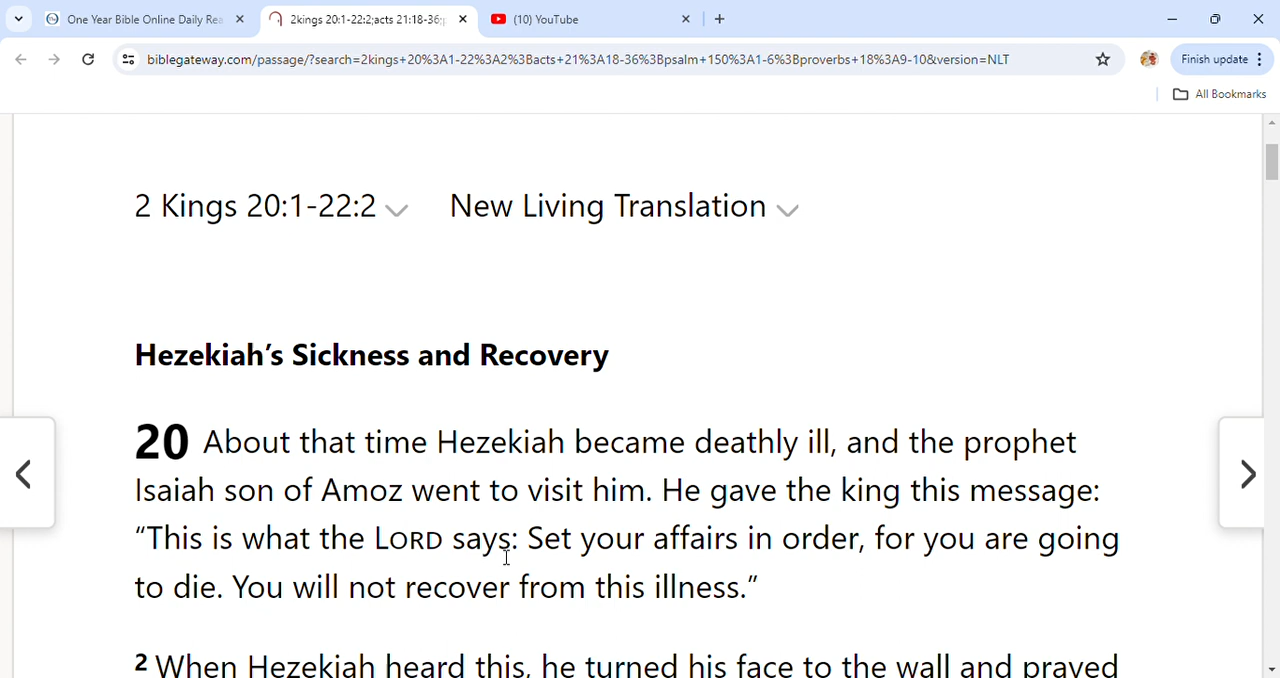 One Year Bible Online Daily Rea
2kings 20:1-22:2;acts 21:18-36;
(10) YouTube
biblegateway.com/passage/?search=2kings+20%3A1-22%3A2%3Bacts+21%3A18-36%3Bpsalm+150%3A1-6%3Bproverbs+18%3A9-10&version=NLT
Finish update
All Bookmarks
2 Kings 20:1-22:2 New Living Translation
Hezekiah’s Sickness and Recovery
20 About that time Hezekiah became deathly ill, and the prophet
Isaiah son of Amoz went to visit him. He gave the king this message:
“This is what the LORD says: Set your affairs in order, for you are going
to die. You will not recover from this illness.”
2 When Hezekiah heard this, he turned his face to the wall and prayed